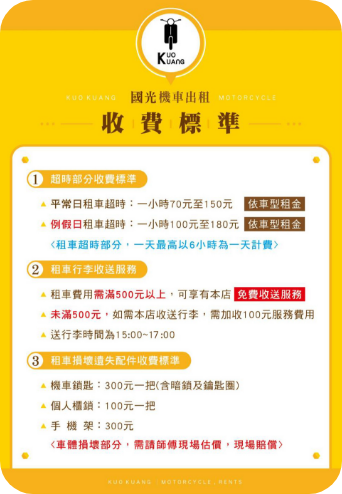 KUO
KUANG
KUO KUANG 國光機車出租 MOTORCYCLE
收費標準
1 超時部分收費標準
平常日租車超時：一小時70元至150元 依車型租金
例假日租車超時：一小時100元至180元 依車型租金
〈租車超時部分，一天最高以6小時為一天計費〉
2 租車行李收送服務
租車費用需滿500元以上，可享有本店 免費收送服務
未滿500元，如需本店收送行李，需加收100元服務費用
送行李時間為15:00~17:00
3 租車損壞遺失配件收費標準
機車鎖匙：300元一把(含暗鎖及鑰匙圈)
個人櫃鎖：100元一把
手 機 架：300元
〈車體損壞部分，需請師傅現場估價，現場賠償〉
KUO KUANG . MOTORCYCLE . RENTS